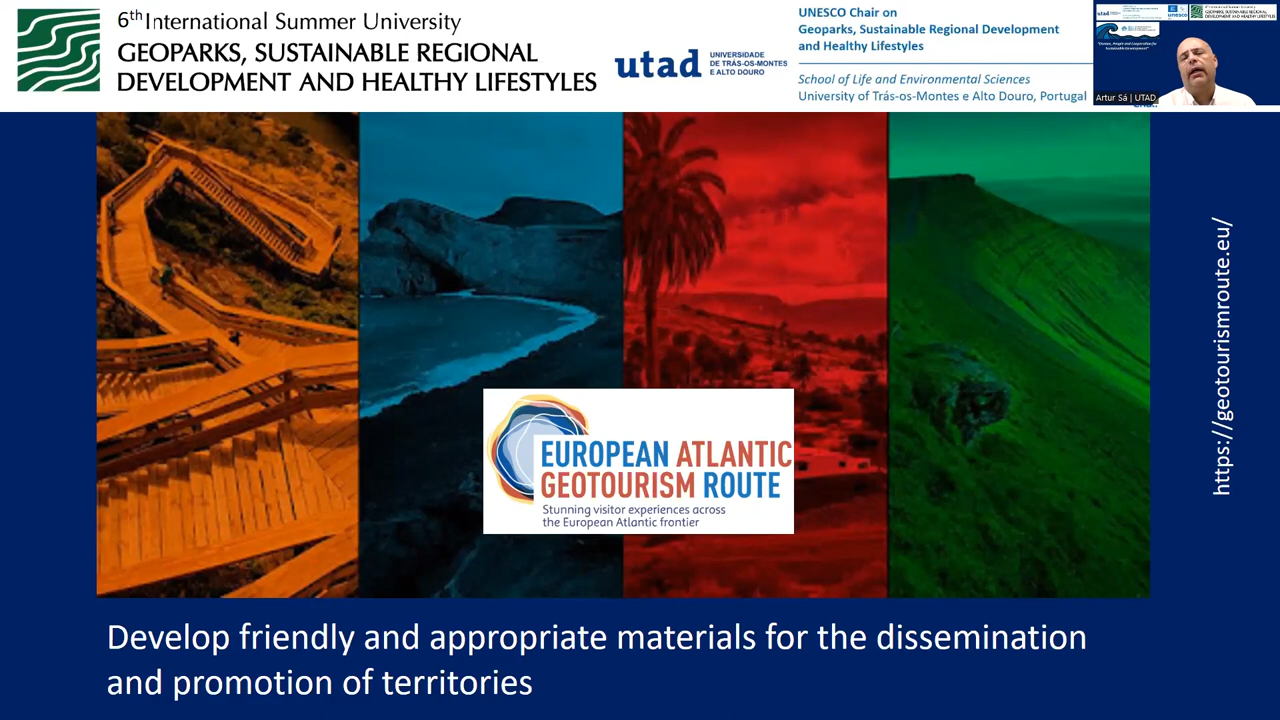 6th International Summer University
GEOPARKS, SUSTAINABLE REGIONAL
DEVELOPMENT AND HEALTHY LIFESTYLES
utad
UNIVERSIDADE
DE TRÁS-OS-MONTES
E ALTO DOURO
UNESCO Chair on
Geoparks, Sustainable Regional Development
and Healthy Lifestyles
School of Life and Environmental Sciences
University of Trás-os-Montes e Alto Douro, Portugal
Artur Sá | UTAD
https://geotourismroute.eu/
EUROPEAN ATLANTIC
GEOTOURISM ROUTE
Stunning visitor experiences across
the European Atlantic frontier
Develop friendly and appropriate materials for the dissemination
and promotion of territories